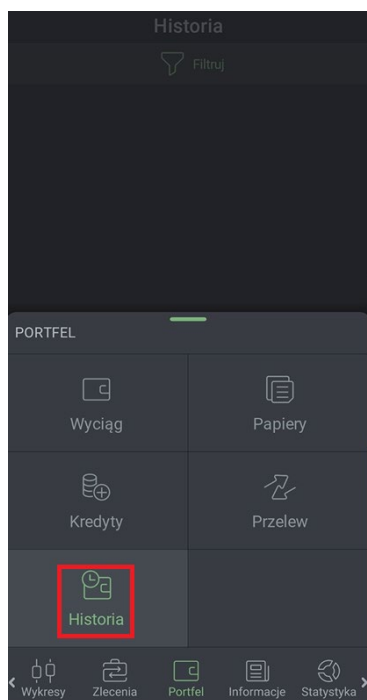 Historia
Filtruj
PORTFEL
Wyciąg Papiery
Kredyty Przelew
Historia
Wykresy Zlecenia Portfel Informacje Statystyka